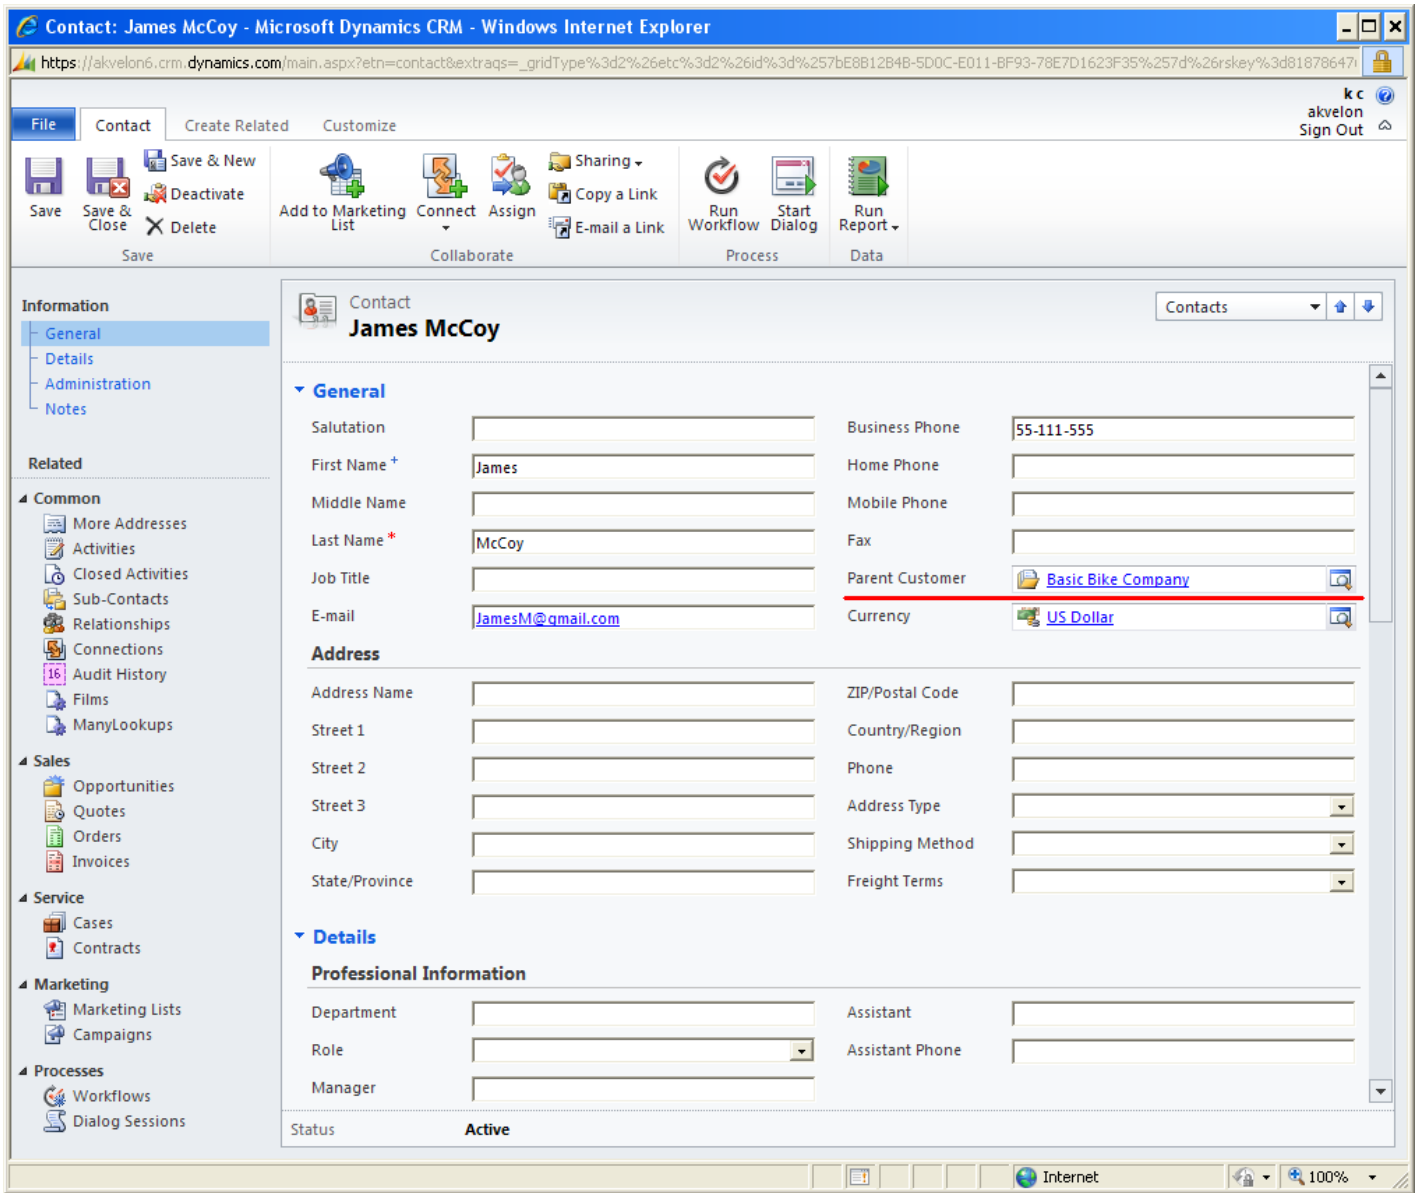 Contact: James McCoy - Microsoft Dynamics CRM - Windows Internet Explorer
https://akvelon6.crm.dynamics.com/main.aspx?etn=contact&extraqs=_gridType%3d2%26etc%3d2%26id%3d%257bE8B12B4B-5D0C-E011-BF93-78E7D1623F35%257d%26rskey%3d81878647
k c
akvelon
Sign Out
File Contact Create Related Customize
Save
Save & Close
Save & New
Deactivate
Delete
Save
Add to Marketing List
Connect
Assign
Sharing
Copy a Link
E-mail a Link
Collaborate
Run Workflow
Start Dialog
Process
Run Report
Data
Information
General
Details
Administration
Notes
Related
Common
More Addresses
Activities
Closed Activities
Sub-Contacts
Relationships
Connections
16 Audit History
Films
ManyLookups
Sales
Opportunities
Quotes
Orders
Invoices
Service
Cases
Contracts
Marketing
Marketing Lists
Campaigns
Processes
Workflows
Dialog Sessions
Contact
James McCoy
Contacts
General
Salutation
Business Phone 55-111-555
First Name + James
Home Phone
Middle Name
Mobile Phone
Last Name * McCoy
Fax
Job Title
Parent Customer Basic Bike Company
E-mail JamesM@gmail.com
Currency US Dollar
Address
Address Name
ZIP/Postal Code
Street 1
Country/Region
Street 2
Phone
Street 3
Address Type
City
Shipping Method
State/Province
Freight Terms
Details
Professional Information
Department
Assistant
Role
Assistant Phone
Manager
Status Active
Internet
100%